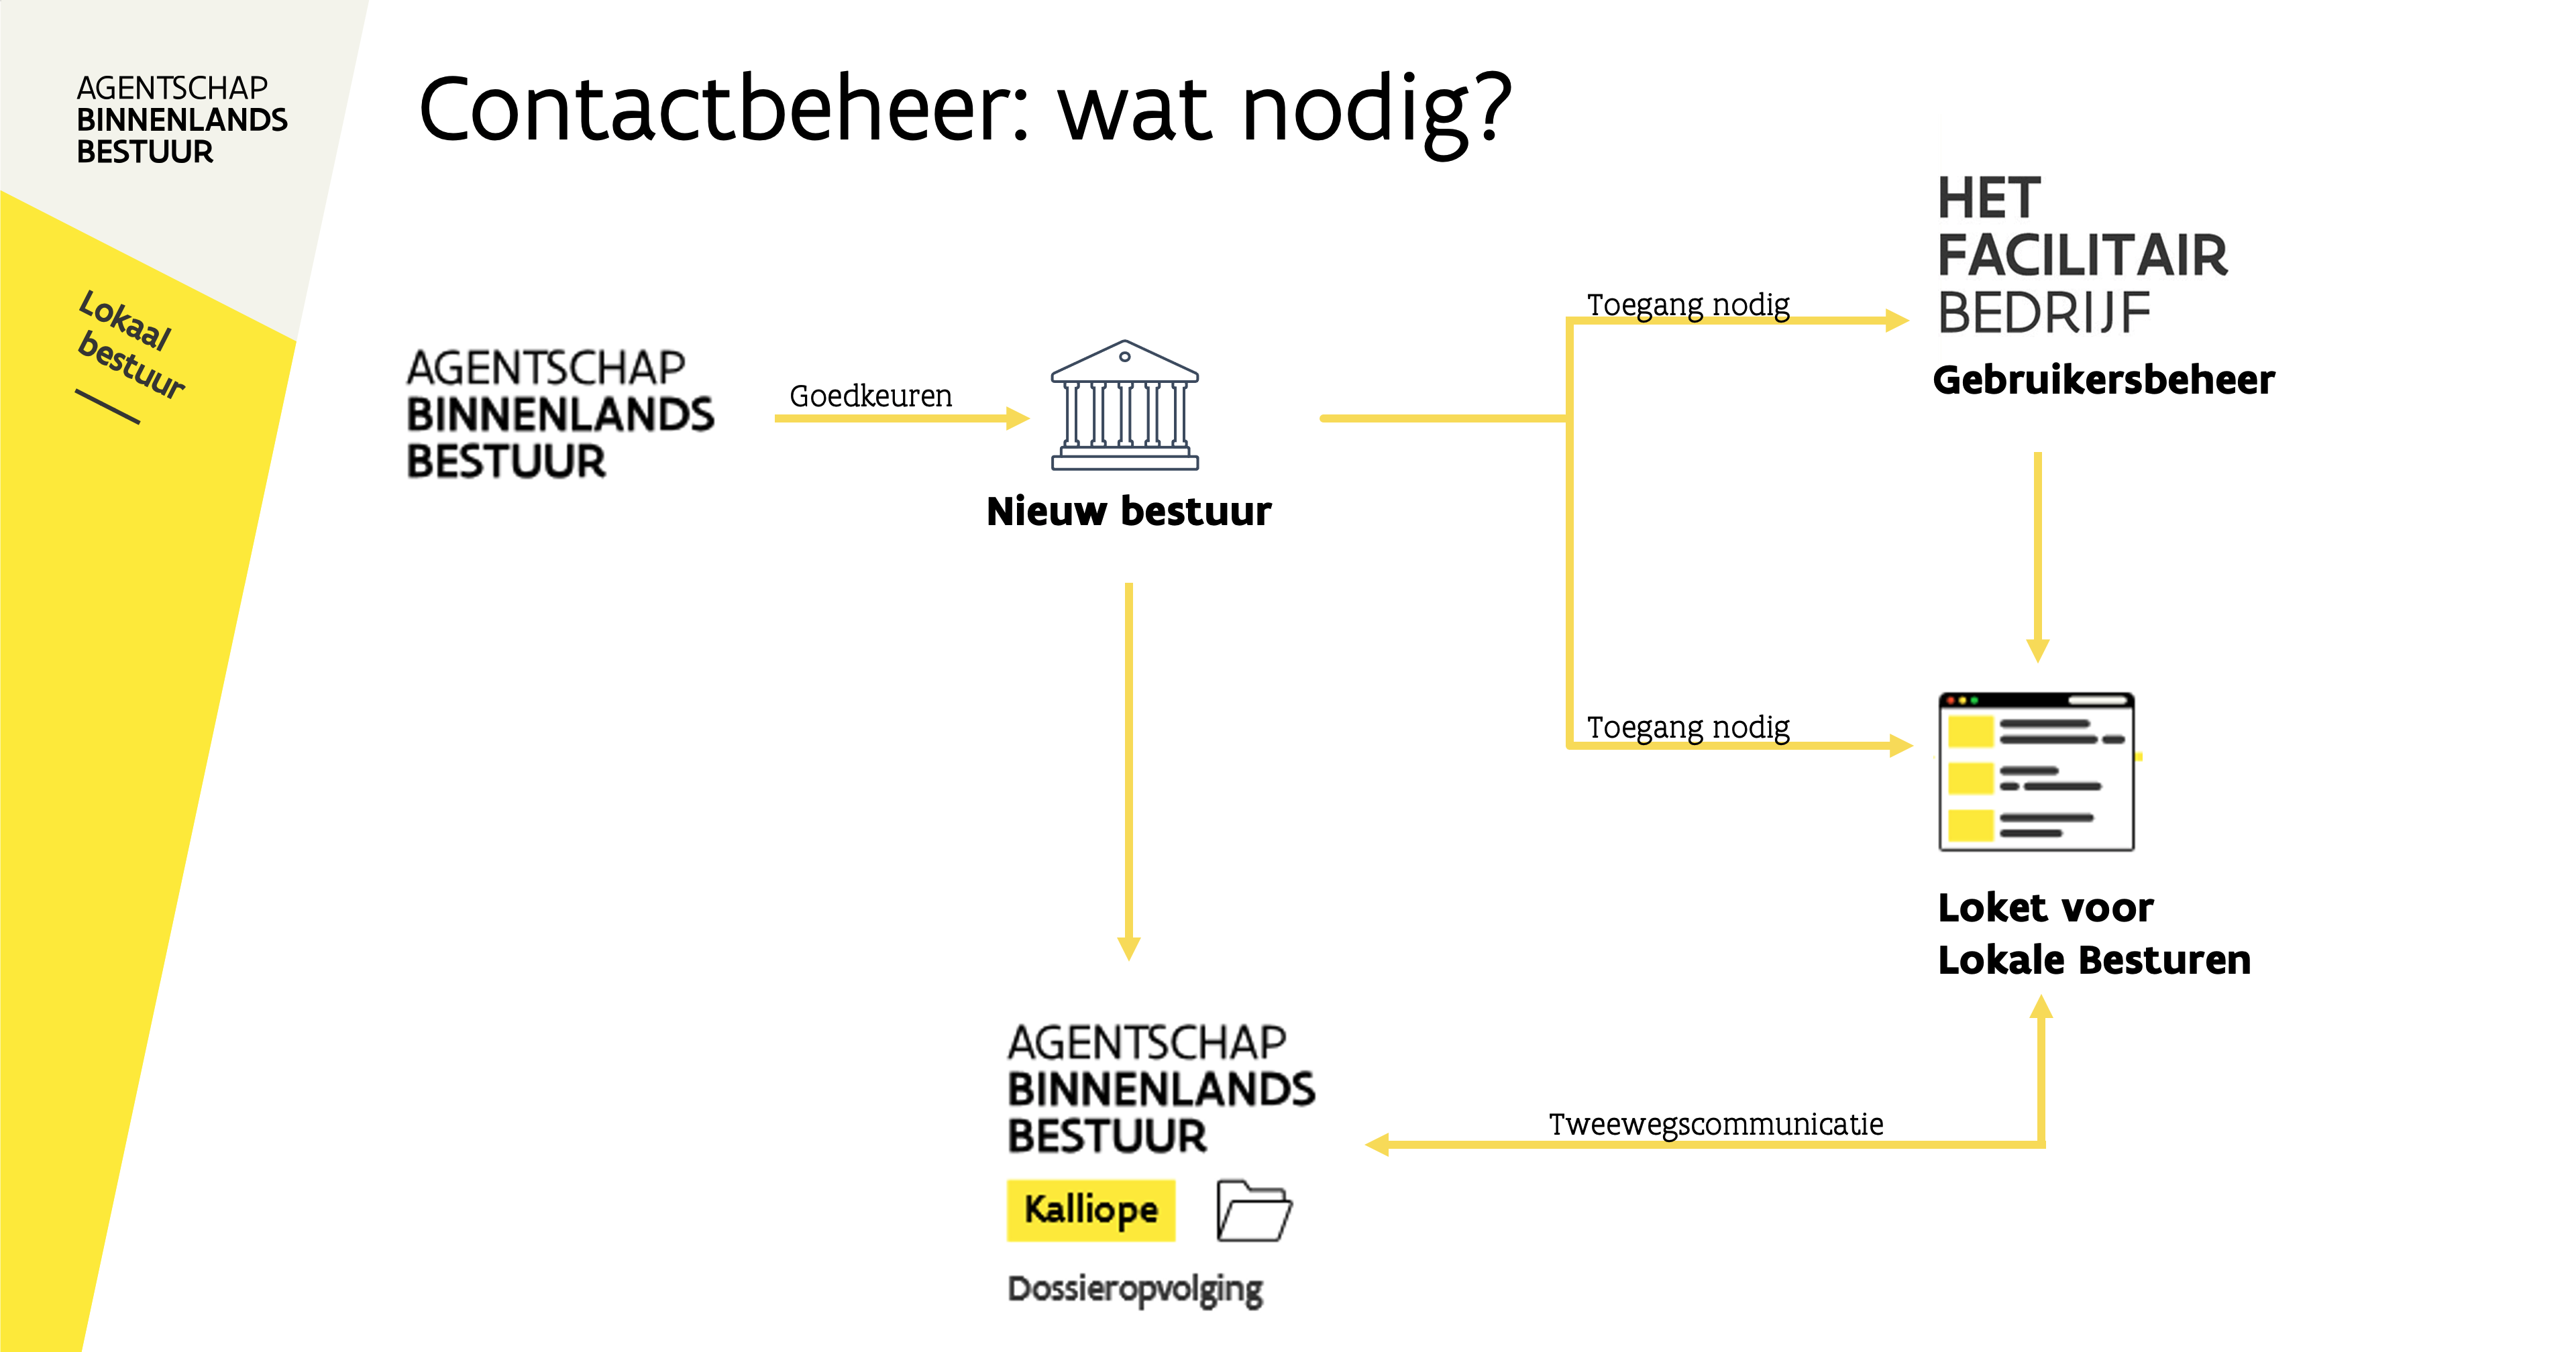 AGENTSCHAP
BINNENLANDS
BESTUUR
Lokaal
bestuur
Contactbeheer: wat nodig?
AGENTSCHAP
BINNENLANDS
BESTUUR
Goedkeuren
Nieuw bestuur
Toegang nodig
HET
FACILITAIR
BEDRIJF
Gebruikersbeheer
Toegang nodig
Loket voor
Lokale Besturen
AGENTSCHAP
BINNENLANDS
BESTUUR
Kalliope
Dossieropvolging
Tweewegscommunicatie